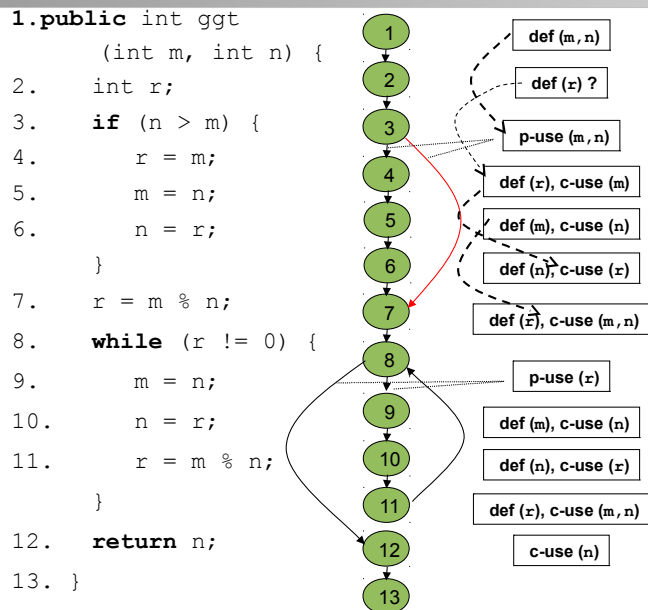 1.public int ggt
(int m, int n) {
2. int r;
3. if (n > m) {
4. r = m;
5. m = n;
6. n = r;
}
7. r = m % n;
8. while (r != 0) {
9. m = n;
10. n = r;
11. r = m % n;
}
12. return n;
13. }
1
2
3
4
5
6
7
8
9
10
11
12
13
def (m,n)
def (r) ?
p-use (m,n)
def (r), c-use (m)
def (m), c-use (n)
def (n), c-use (r)
def (r), c-use (m,n)
p-use (r)
def (m), c-use (n)
def (n), c-use (r)
def (r), c-use (m,n)
c-use (n)